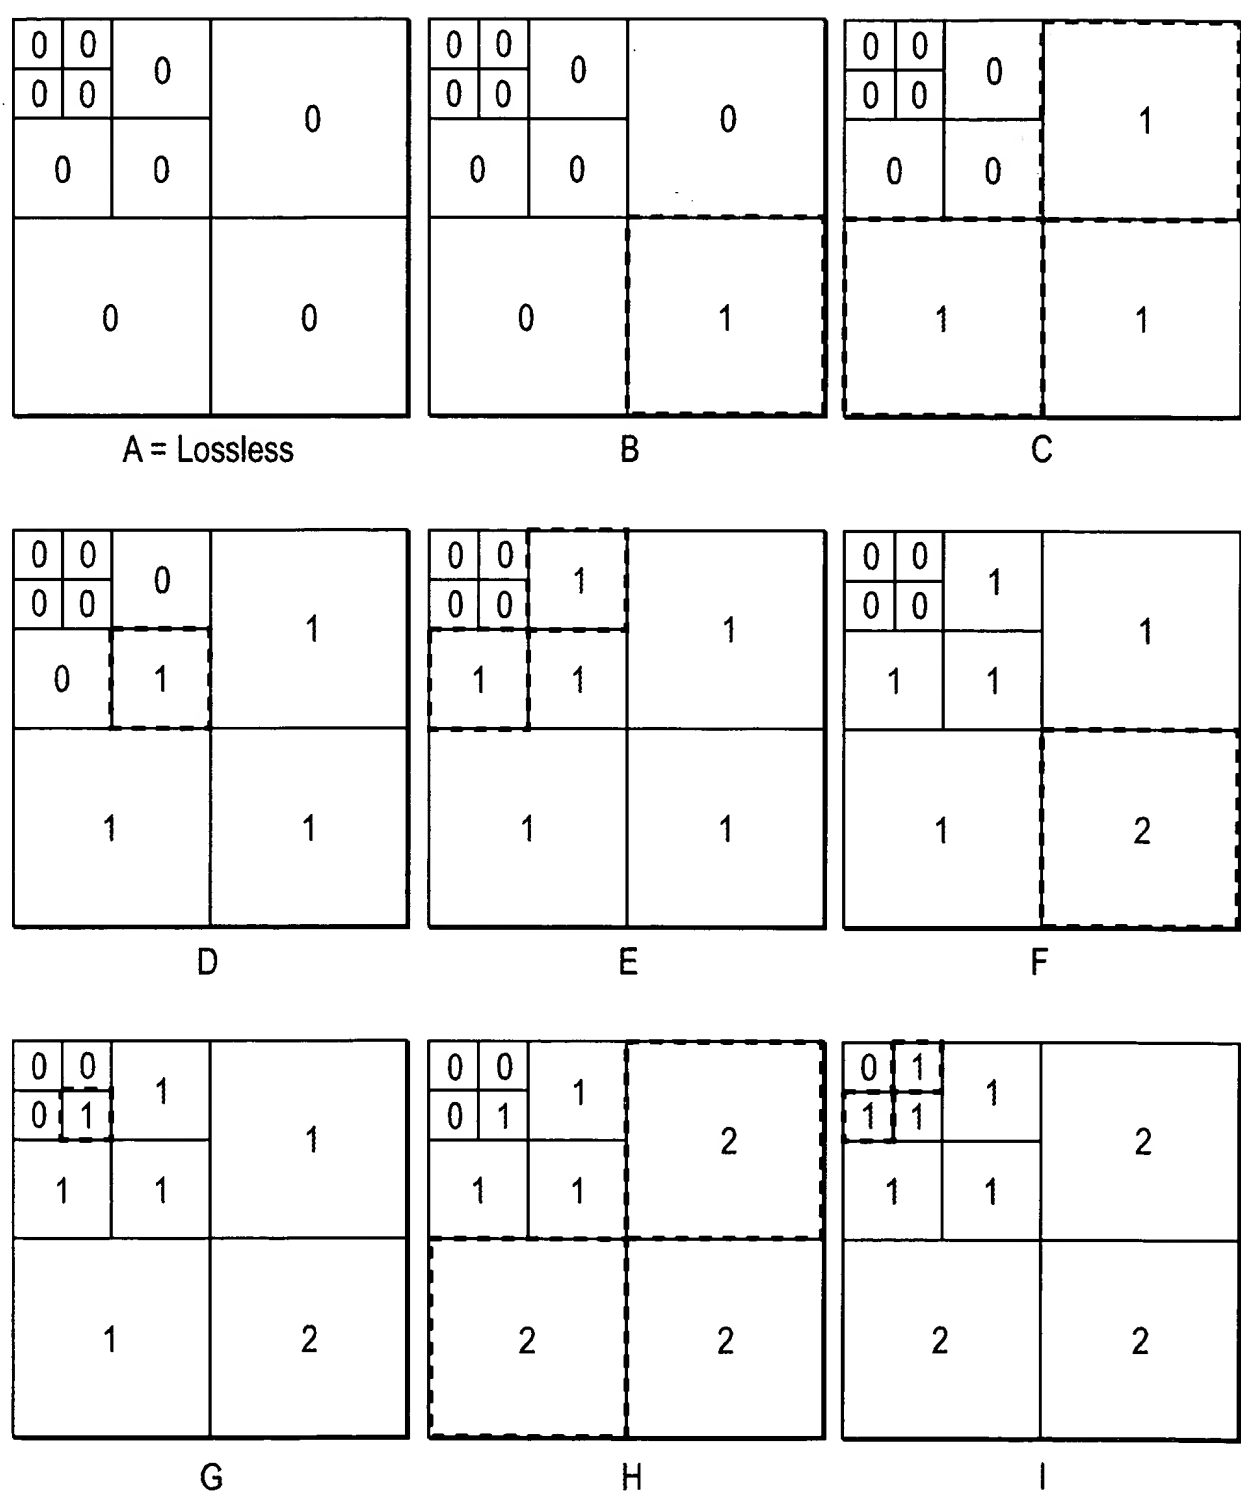 0 0 0 0 0 0 0 0 0
0 0 0 0 0 0
0 0 1
0 0 0 0 0 0
0 0 0 1 1 1
A = Lossless B C
0 0 0 0 0 0
0 1 1
0 0 1 0 0 1 0 0 1
0 1 1 1 1 1
1 1 1 1 1 2
D E F
0 0 1 0 0 1 0 1 1
0 1 1 0 1 2 1 1 2
1 1 1 1 1 1
1 2 2 2 2 2
G H I